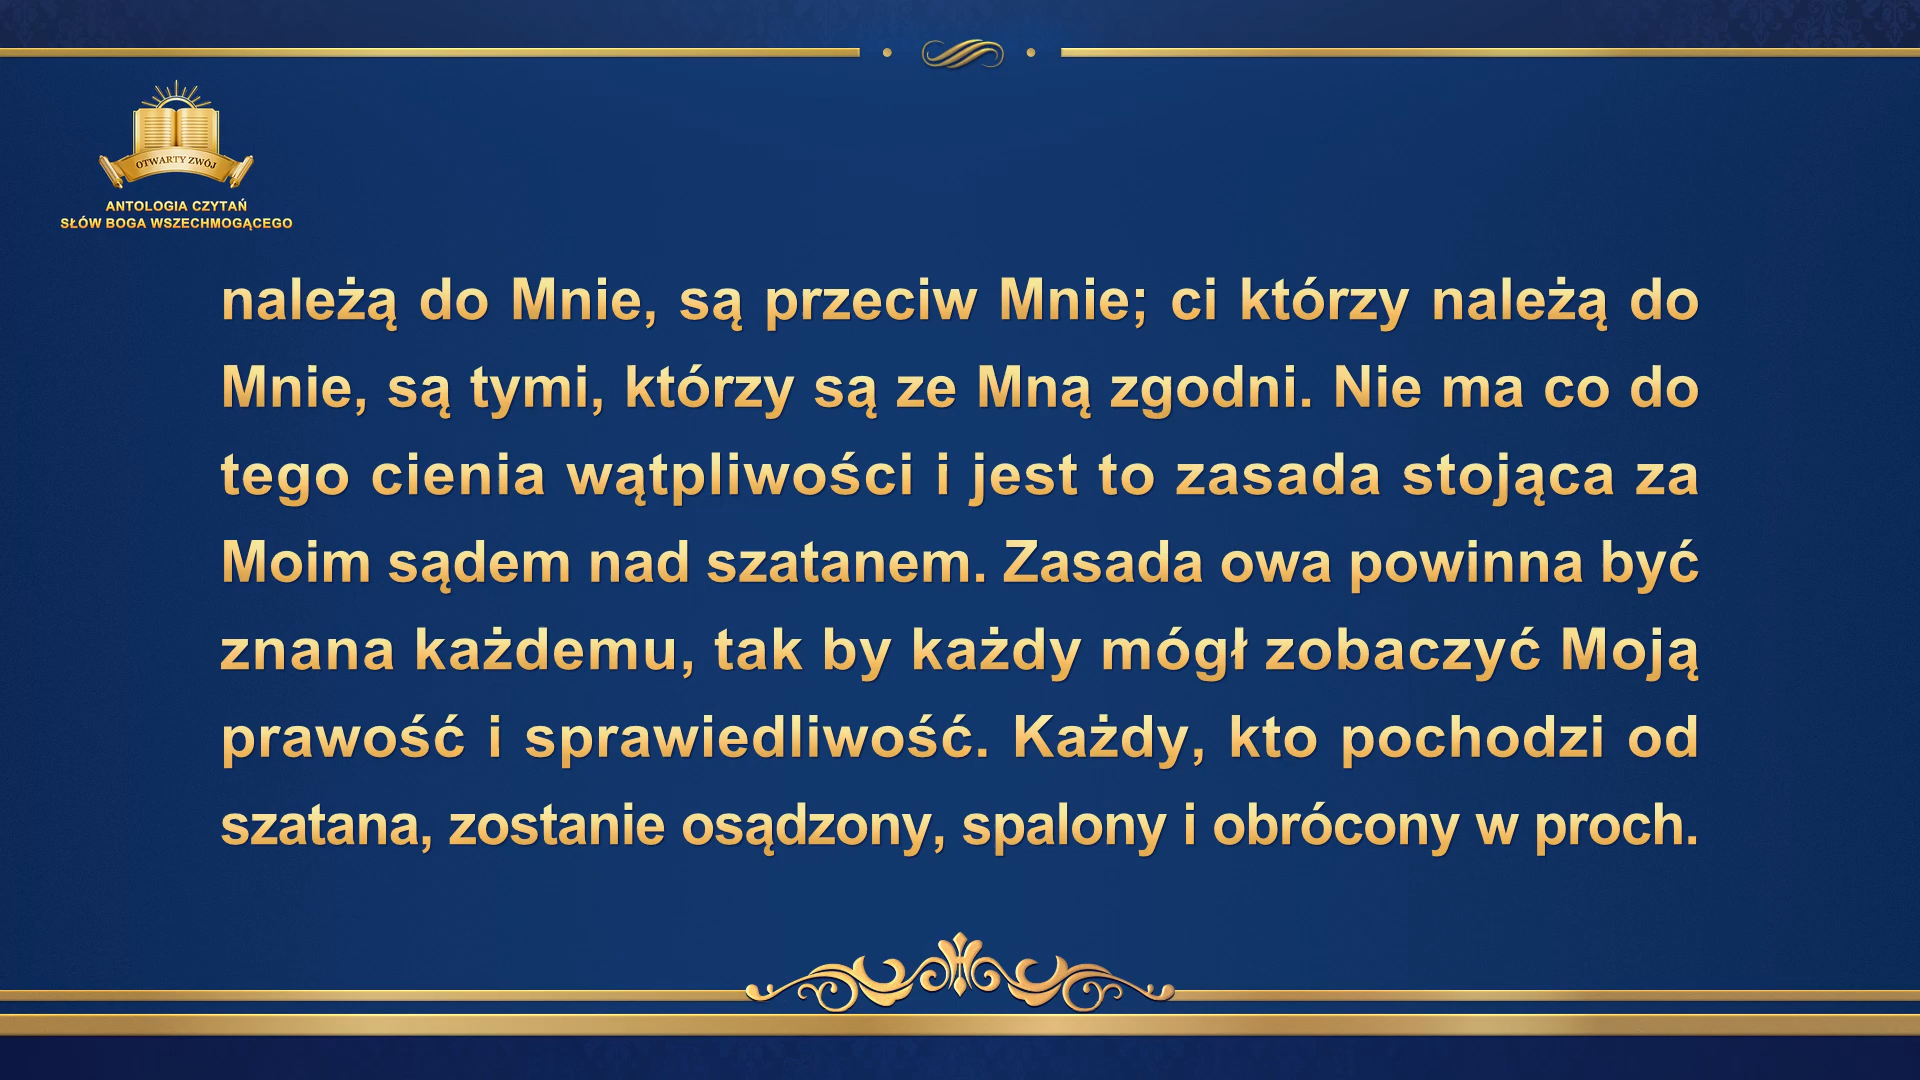 OTWARTY ZWÓJ
ANTOLOGIA CZYTAŃ
SŁÓW BOGA WSZECHMOGĄCEGO
należą do Mnie, są przeciw Mnie; ci którzy należą do
Mnie, są tymi, którzy są ze Mną zgodni. Nie ma co do
tego cienia wątpliwości i jest to zasada stojąca za
Moim sądem nad szatanem. Zasada owa powinna być
znana każdemu, tak by każdy mógł zobaczyć Moją
prawość i sprawiedliwość. Każdy, kto pochodzi od
szatana, zostanie osądzony, spalony i obrócony w proch.